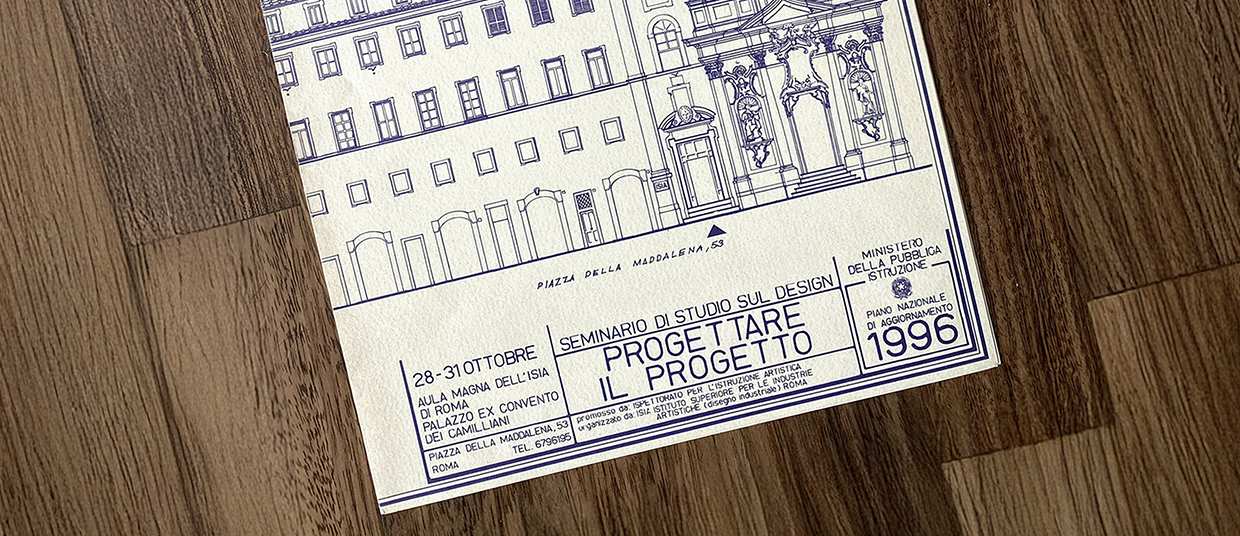 ISIA
PIAZZA DELLA MADDALENA, 53
28-31 OTTOBRE
AULA MAGNA DELL'ISIA
DI ROMA
PALAZZO EX CONVENTO
DEI CAMILLIANI
PIAZZA DELLA MADDALENA, 53
ROMA TEL. 6796195
SEMINARIO DI STUDIO SUL DESIGN
PROGETTARE
IL PROGETTO
promosso da: ISPETTORATO PER L'ISTRUZIONE ARTISTICA
organizzato da: ISIA ISTITUTO SUPERIORE PER LE INDUSTRIE
ARTISTICHE (disegno industriale) ROMA
MINISTERO
DELLA PUBBLICA
ISTRUZIONE
PIANO NAZIONALE
DI AGGIORNAMENTO
1996